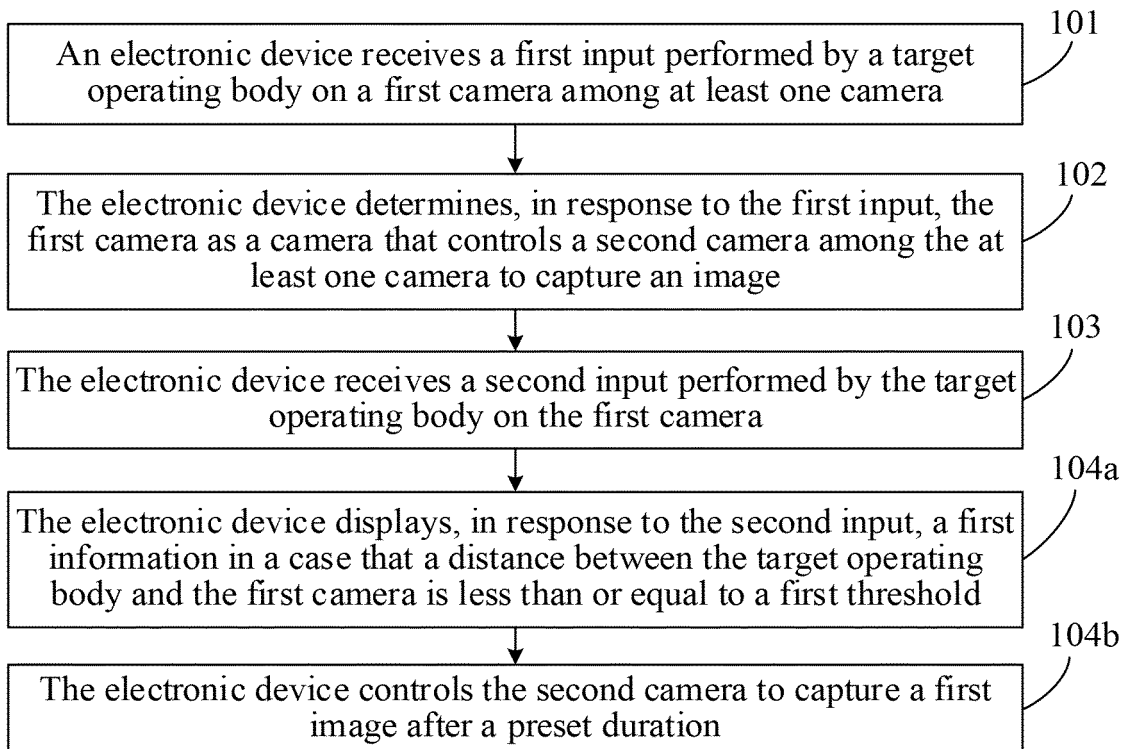 101
An electronic device receives a first input performed by a target
operating body on a first camera among at least one camera
102
The electronic device determines, in response to the first input, the
first camera as a camera that controls a second camera among the at
least one camera to capture an image
103
The electronic device receives a second input performed by the target
operating body on the first camera
104a
The electronic device displays, in response to the second input, a first
information in a case that a distance between the target operating
body and the first camera is less than or equal to a first threshold
104b
The electronic device controls the second camera to capture a first
image after a preset duration